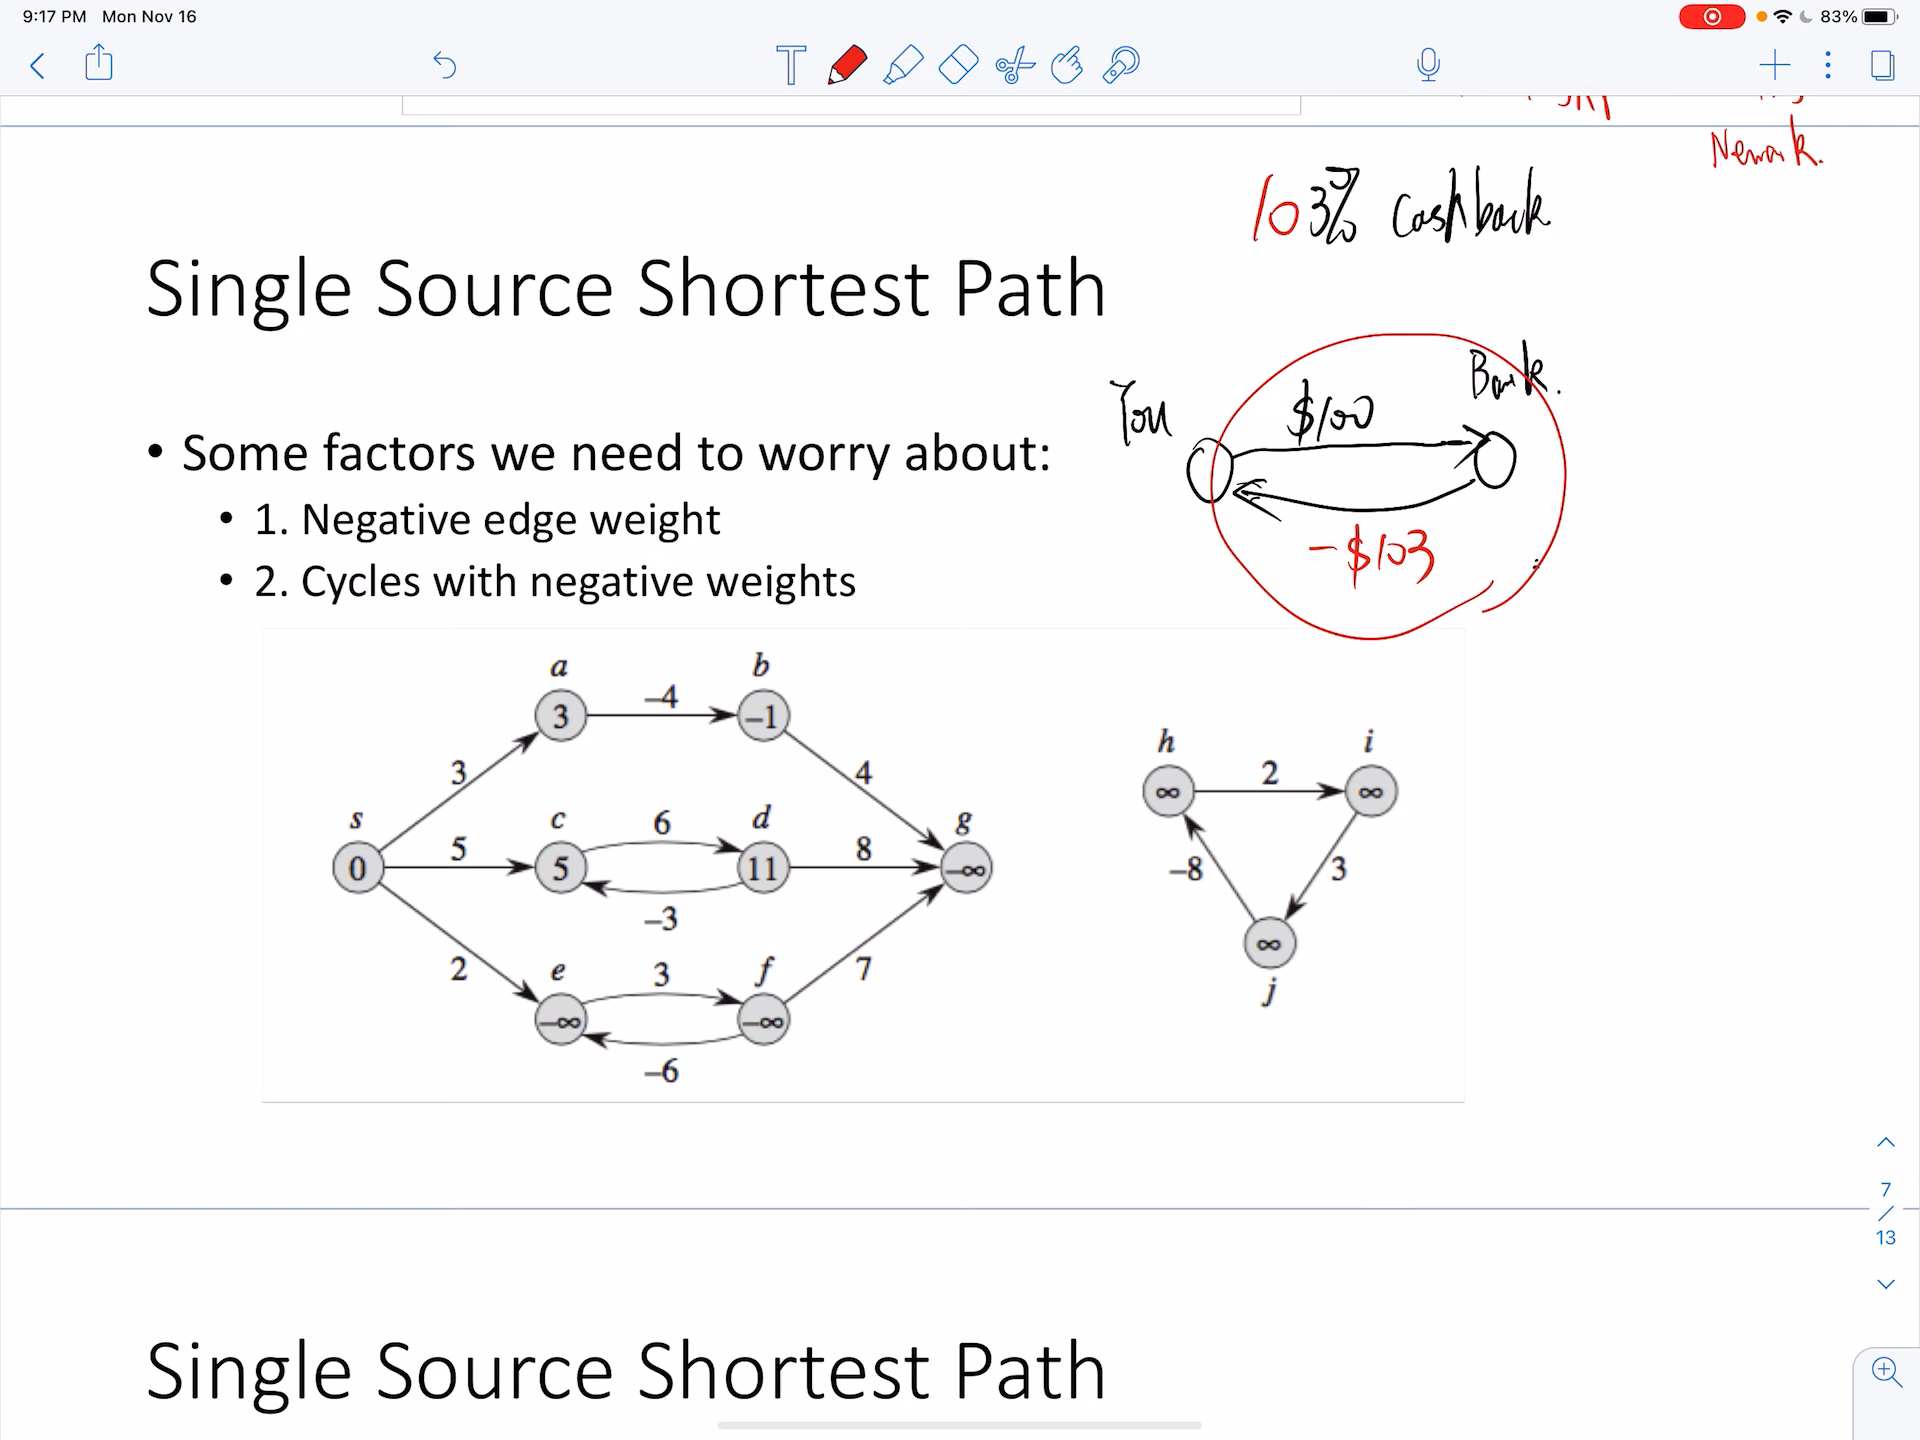 9:17 PM Mon Nov 16
83%
T
Newark.
103% Cashback
Single Source Shortest Path
You
$100
Bank.
-$103
• Some factors we need to worry about:
• 1. Negative edge weight
• 2. Cycles with negative weights
a
b
3
–4
–1
3
4
h
i
∞
2
∞
s
c
6
d
g
0
5
5
11
8
–∞
–3
–8
3
2
e
3
f
7
∞
j
–∞
–∞
–6
7
/
13
Single Source Shortest Path